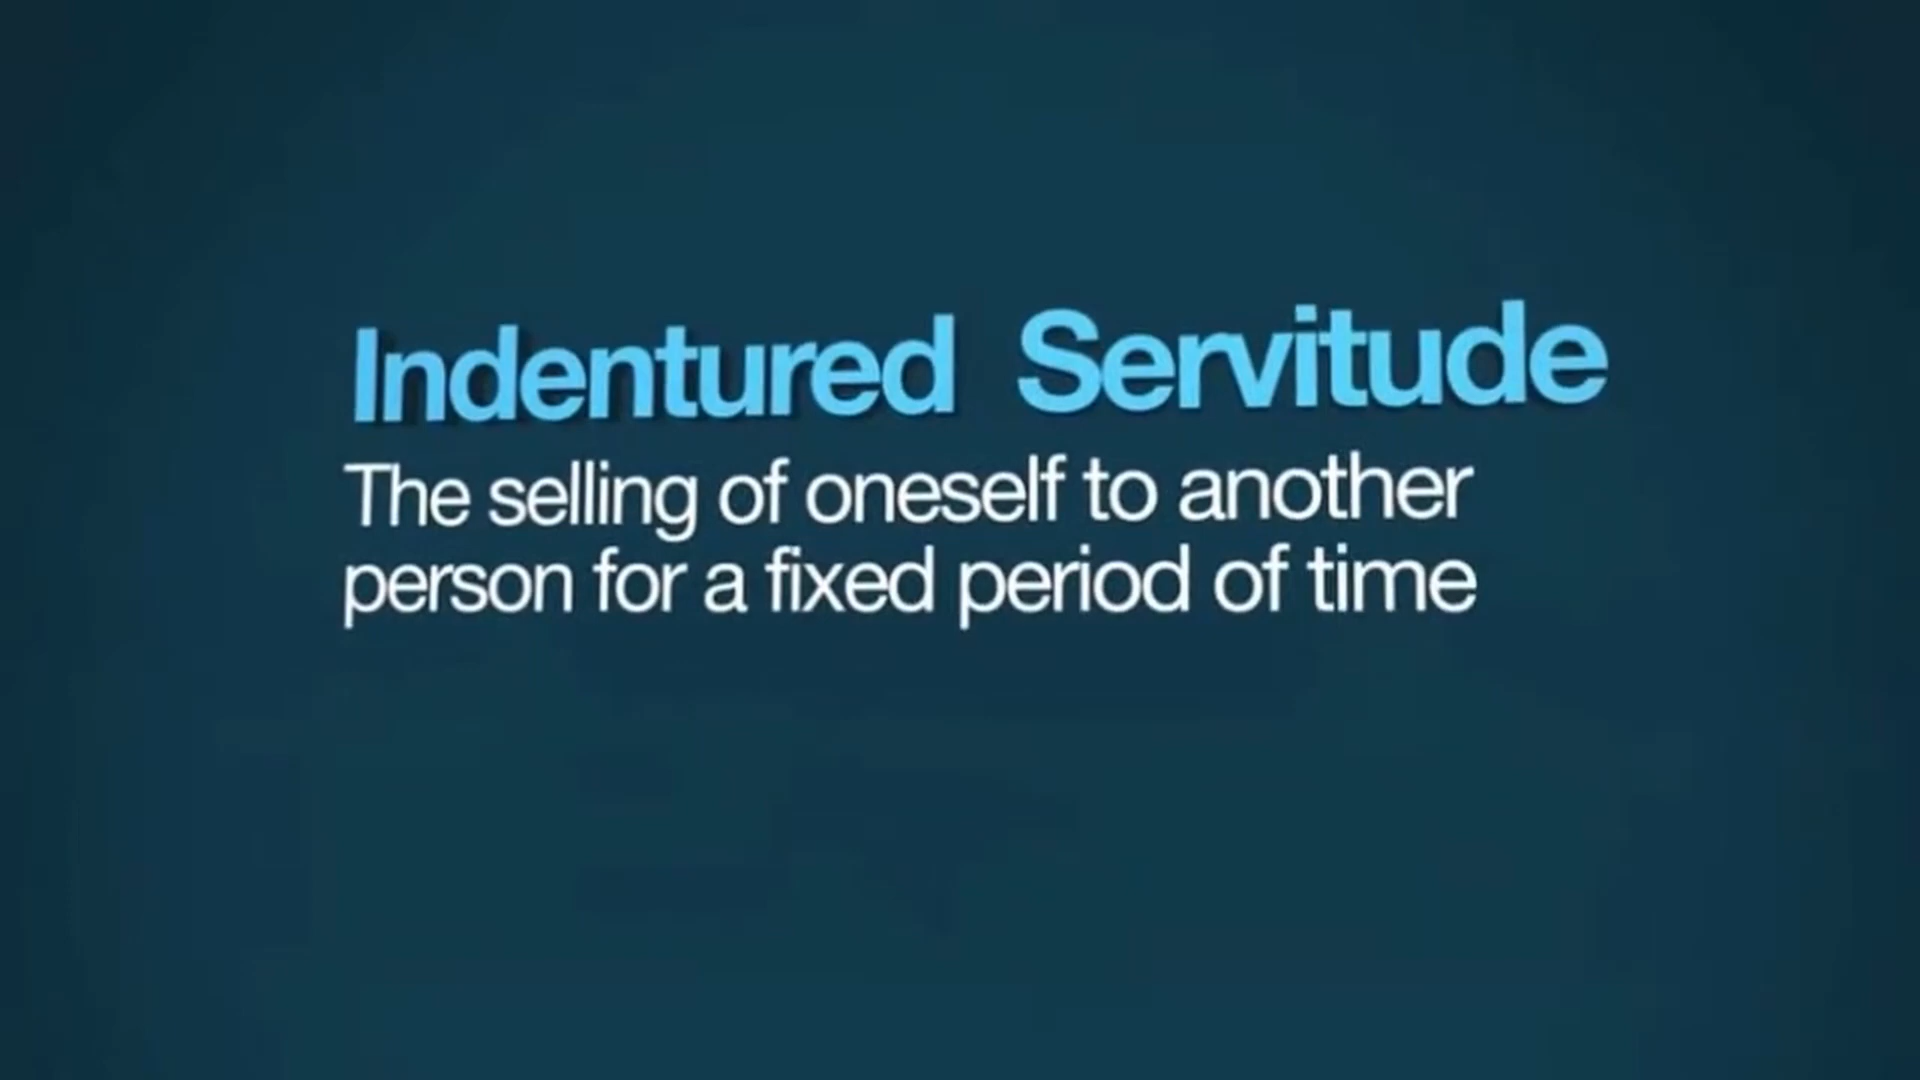 Indentured Servitude
The selling of oneself to another
person for a fixed period of time